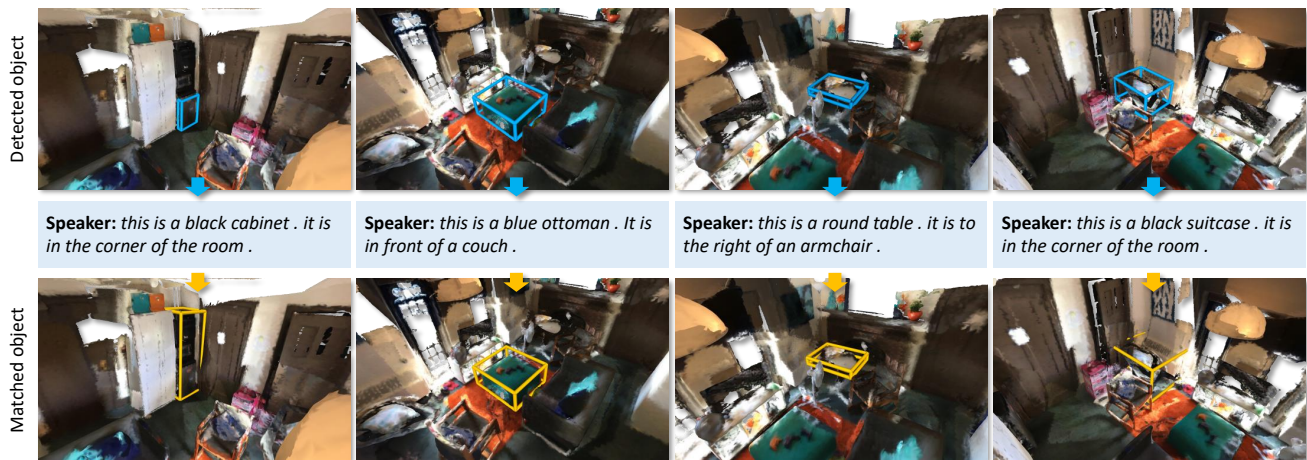 Detected object
Speaker: this is a black cabinet . it is
in the corner of the room .
Speaker: this is a blue ottoman . It is
in front of a couch .
Speaker: this is a round table . it is to
the right of an armchair .
Speaker: this is a black suitcase . it is
in the corner of the room .
Matched object